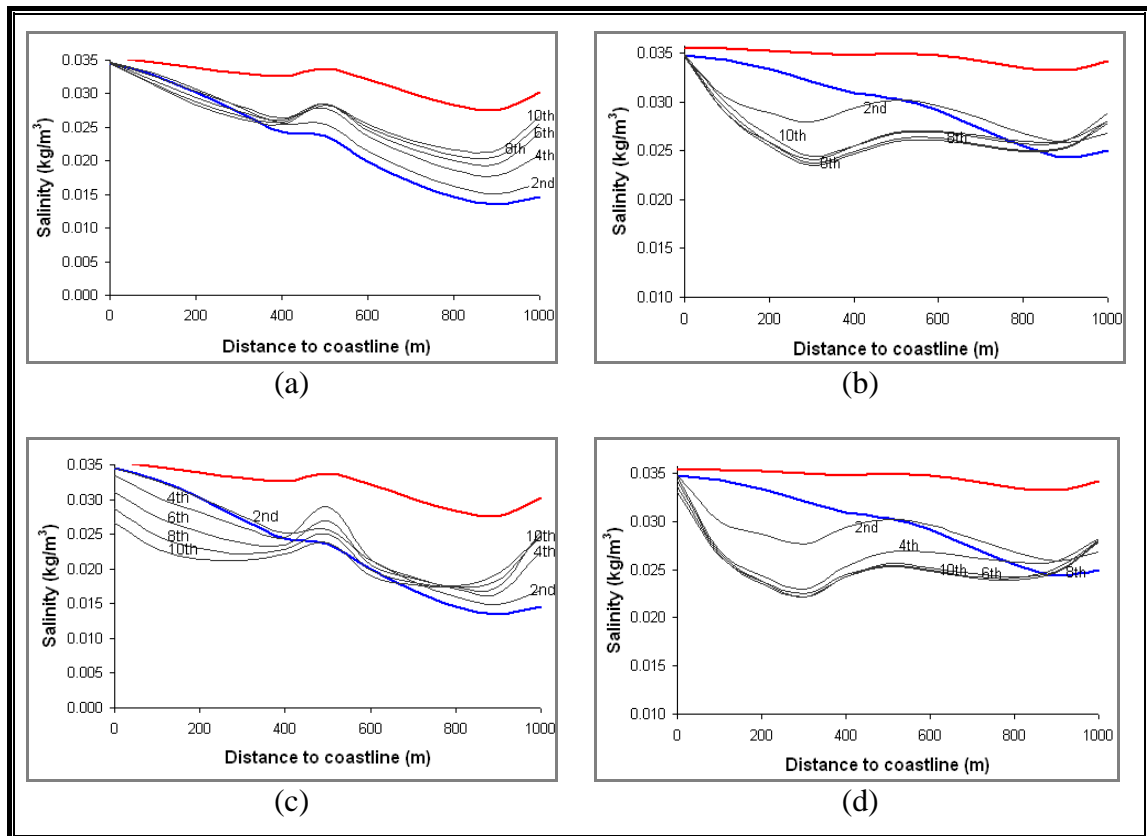 0.035
0.030
0.025
0.020
0.015
0.010
0.005
0.000
Salinity (kg/m³)
0 200 400 600 800 1000
Distance to coastline (m)
10th
6th
8th
4th
2nd
(a)
0.035
0.030
0.025
0.020
0.015
0.010
Salinity (kg/m³)
0 200 400 600 800 1000
Distance to coastline (m)
2nd
10th
8th
(b)
0.035
0.030
0.025
0.020
0.015
0.010
0.005
0.000
Salinity (kg/m³)
0 200 400 600 800 1000
Distance to coastline (m)
4th
2nd
6th
8th
10th
10th
4th
2nd
(c)
0.035
0.030
0.025
0.020
0.015
0.010
Salinity (kg/m³)
0 200 400 600 800 1000
Distance to coastline (m)
2nd
4th
10th
6th
8th
(d)